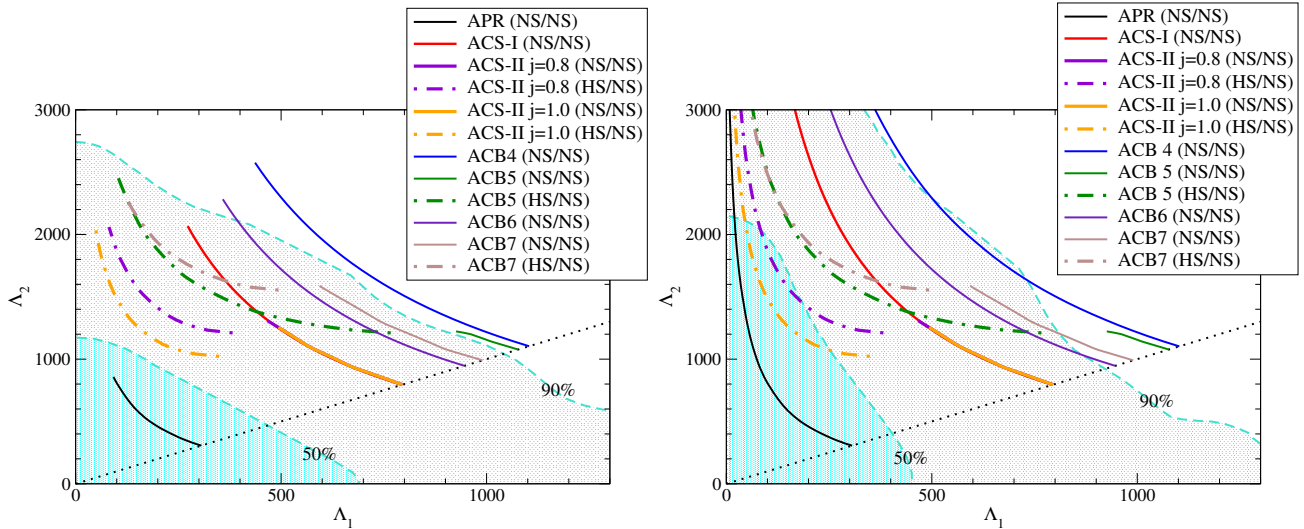 APR (NS/NS)
ACS-I (NS/NS)
ACS-II j=0.8 (NS/NS)
ACS-II j=0.8 (HS/NS)
ACS-II j=1.0 (NS/NS)
ACS-II j=1.0 (HS/NS)
ACB4 (NS/NS)
ACB5 (NS/NS)
ACB5 (HS/NS)
ACB6 (NS/NS)
ACB7 (NS/NS)
ACB7 (HS/NS)
3000
2000
1000
0
Λ2
90%
50%
0 500 1000
Λ1
APR (NS/NS)
ACS-I (NS/NS)
ACS-II j=0.8 (NS/NS)
ACS-II j=0.8 (HS/NS)
ACS-II j=1.0 (NS/NS)
ACS-II j=1.0 (HS/NS)
ACB 4 (NS/NS)
ACB 5 (NS/NS)
ACB 5 (HS/NS)
ACB6 (NS/NS)
ACB7 (NS/NS)
ACB7 (HS/NS)
3000
2000
1000
0
Λ2
90%
50%
0 500 1000
Λ1